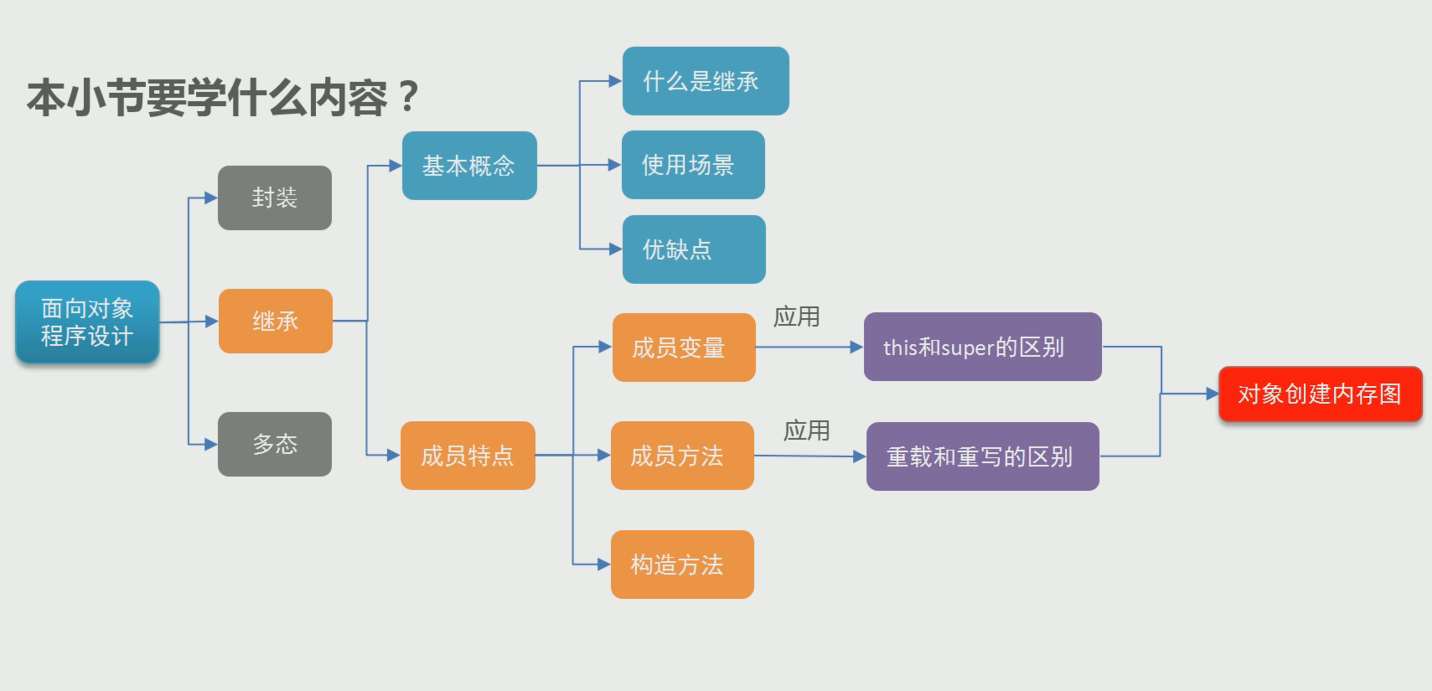 本小节要学什么内容？
面向对象
程序设计
封装
继承
多态
基本概念
什么是继承
使用场景
优缺点
成员特点
成员变量
应用
this和super的区别
成员方法
应用
重载和重写的区别
构造方法
对象创建内存图